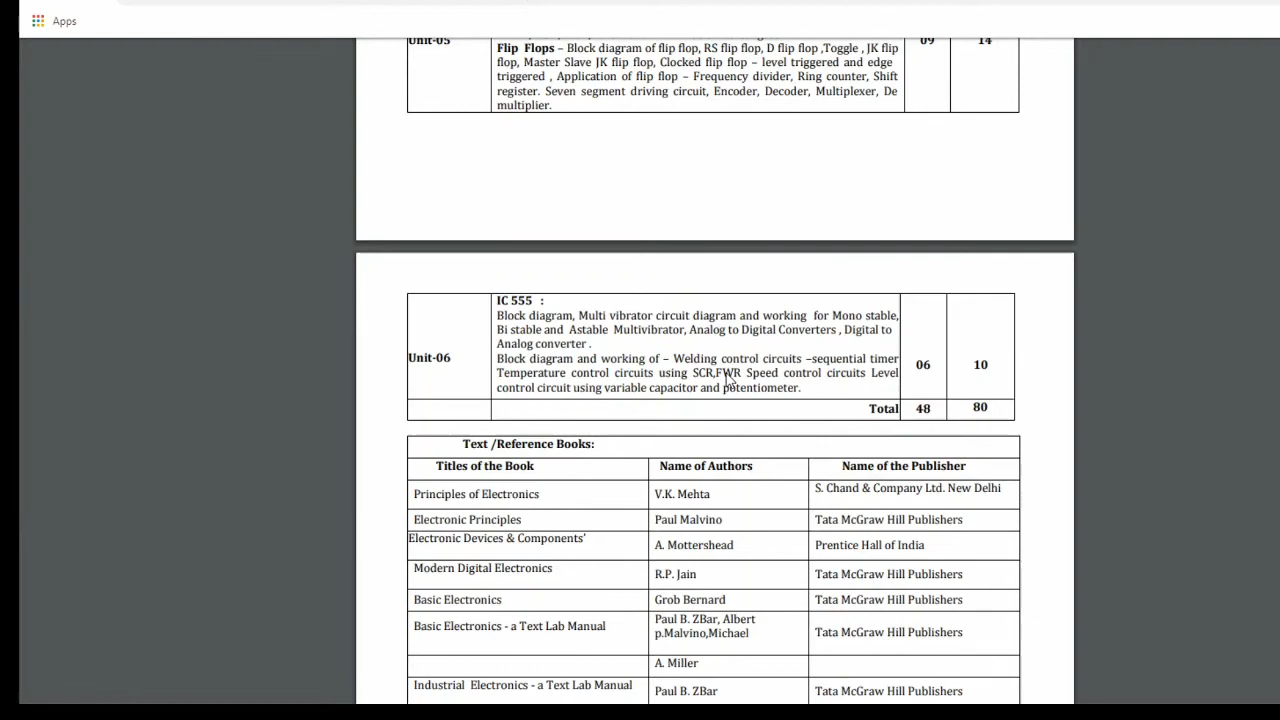 Apps
Unit-05
09
14
Flip Flops – Block diagram of flip flop, RS flip flop, D flip flop ,Toggle , JK flip
flop, Master Slave JK flip flop, Clocked flip flop – level triggered and edge
triggered , Application of flip flop – Frequency divider, Ring counter, Shift
register. Seven segment driving circuit, Encoder, Decoder, Multiplexer, De
multiplier.
IC 555 :
Block diagram, Multi vibrator circuit diagram and working for Mono stable,
Bi stable and Astable Multivibrator, Analog to Digital Converters , Digital to
Analog converter .
Unit-06
Block diagram and working of – Welding control circuits –sequential timer
Temperature control circuits using SCR,FWR Speed control circuits Level
control circuit using variable capacitor and potentiometer.
06
10
Total 48 80
Text /Reference Books:
Titles of the Book Name of Authors Name of the Publisher
Principles of Electronics V.K. Mehta S. Chand & Company Ltd. New Delhi
Electronic Principles Paul Malvino Tata McGraw Hill Publishers
Electronic Devices & Components’ A. Mottershead Prentice Hall of India
Modern Digital Electronics R.P. Jain Tata McGraw Hill Publishers
Basic Electronics Grob Bernard Tata McGraw Hill Publishers
Basic Electronics - a Text Lab Manual Paul B. ZBar, Albert
p.Malvino,Michael Tata McGraw Hill Publishers
A. Miller
Industrial Electronics - a Text Lab Manual Paul B. ZBar Tata McGraw Hill Publishers